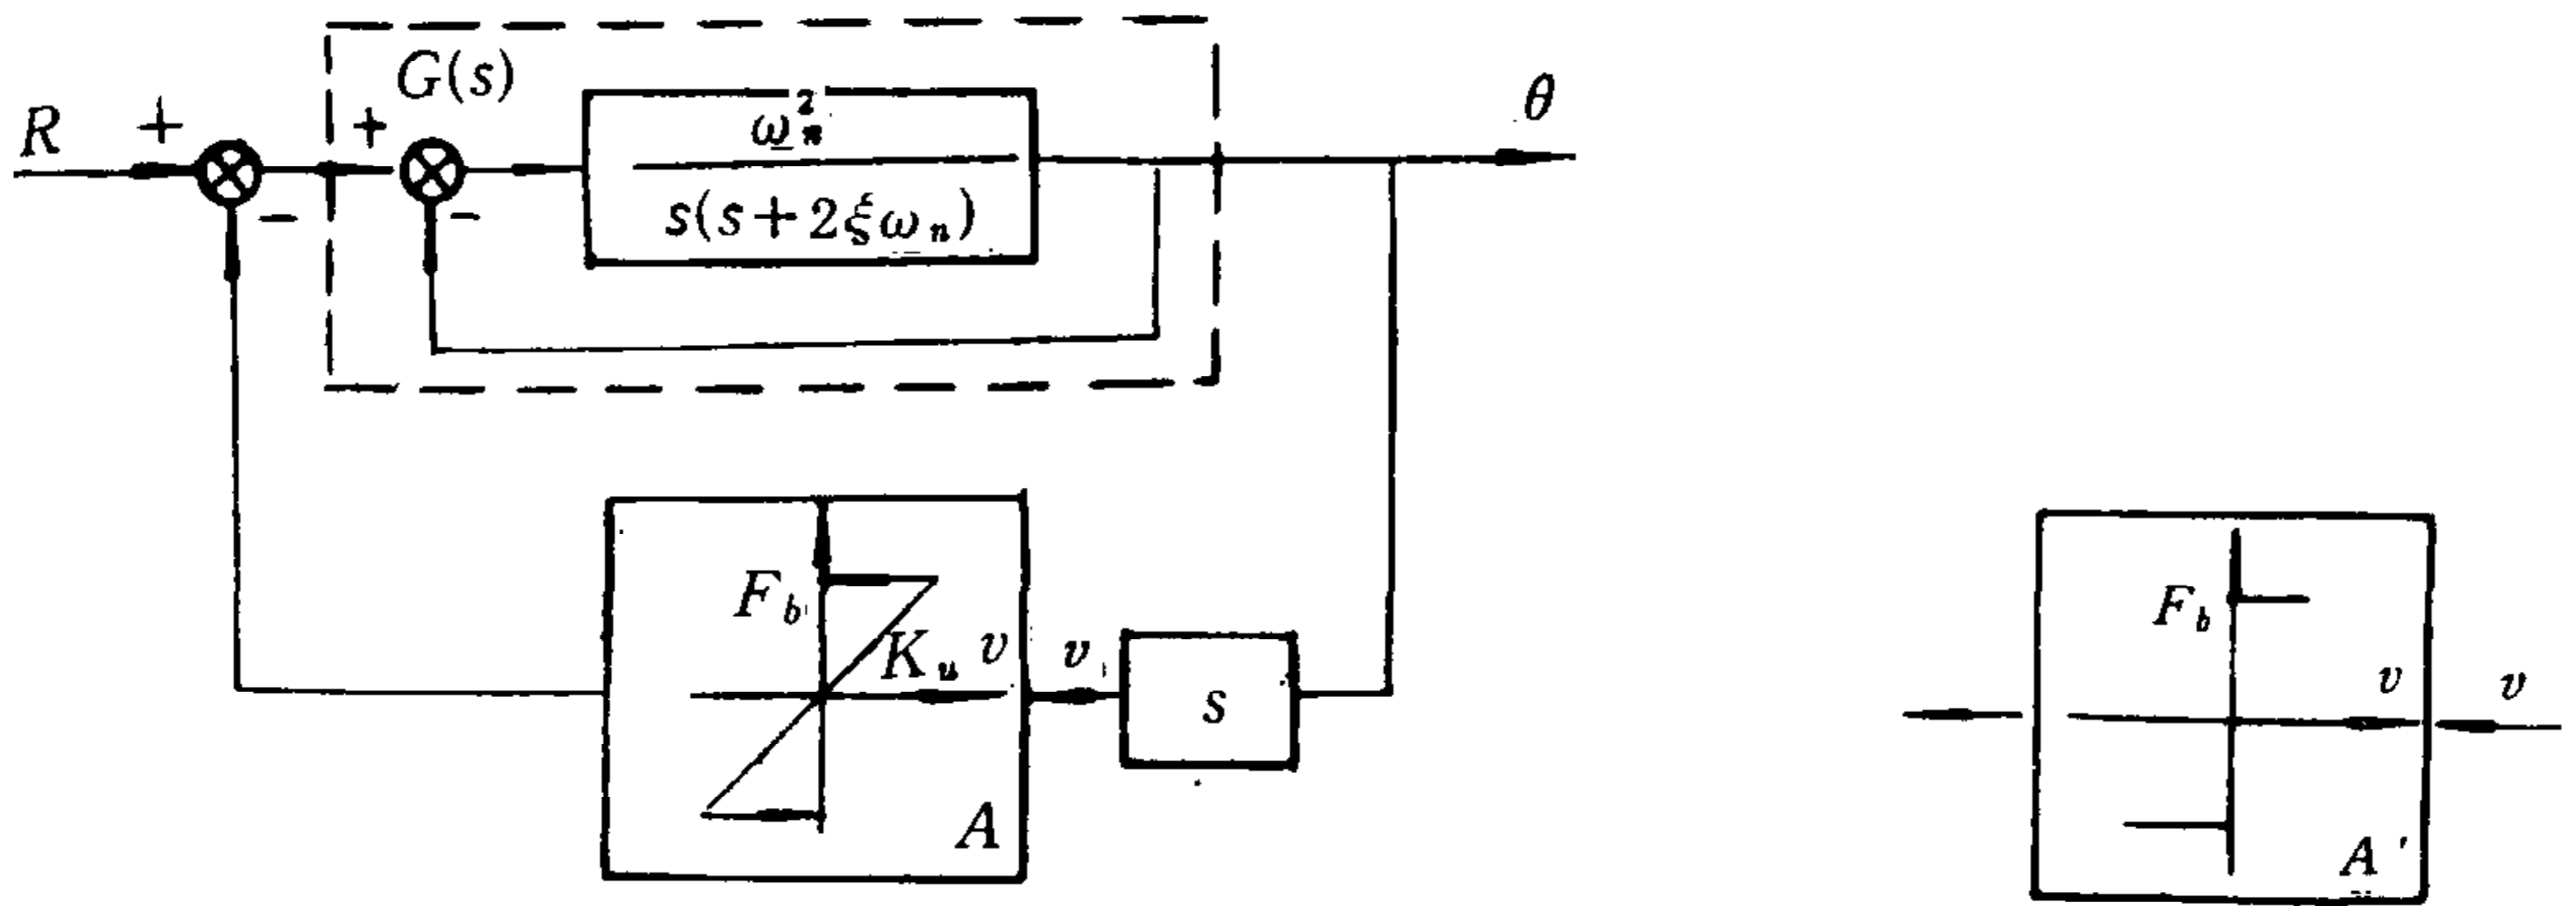 G(s)
R + + - -
ω_n^2
s(s+2ξω_n)
θ
F_b
K_u v v
s
A
F_b
v v
A'